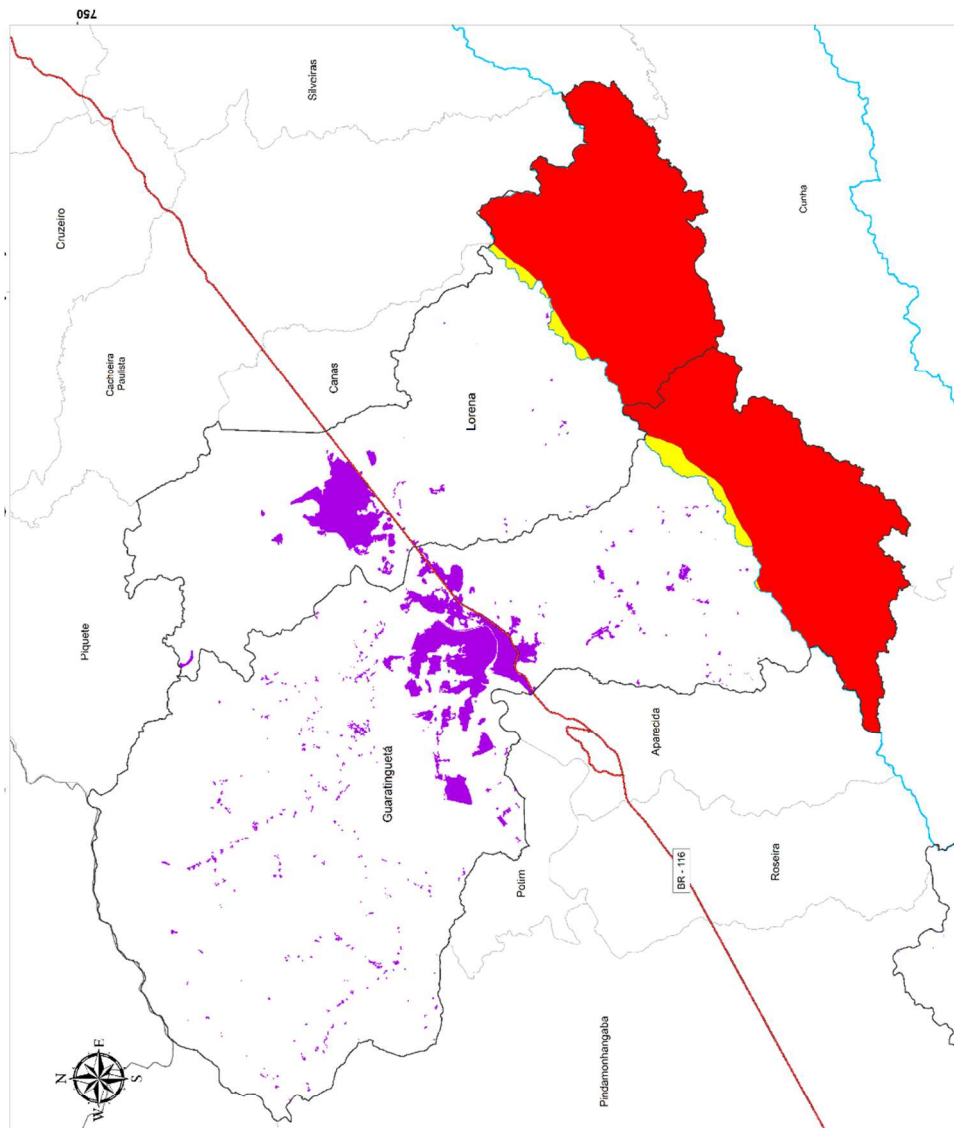 750
Silveiras
Cruzeiro
Cunha
Cachoeira
Paulista
Canas
Lorena
Piquete
Guaratinguetá
Aparecida
Potim
BR - 116
Roseira
Pindamonhangaba
N
E
S
W